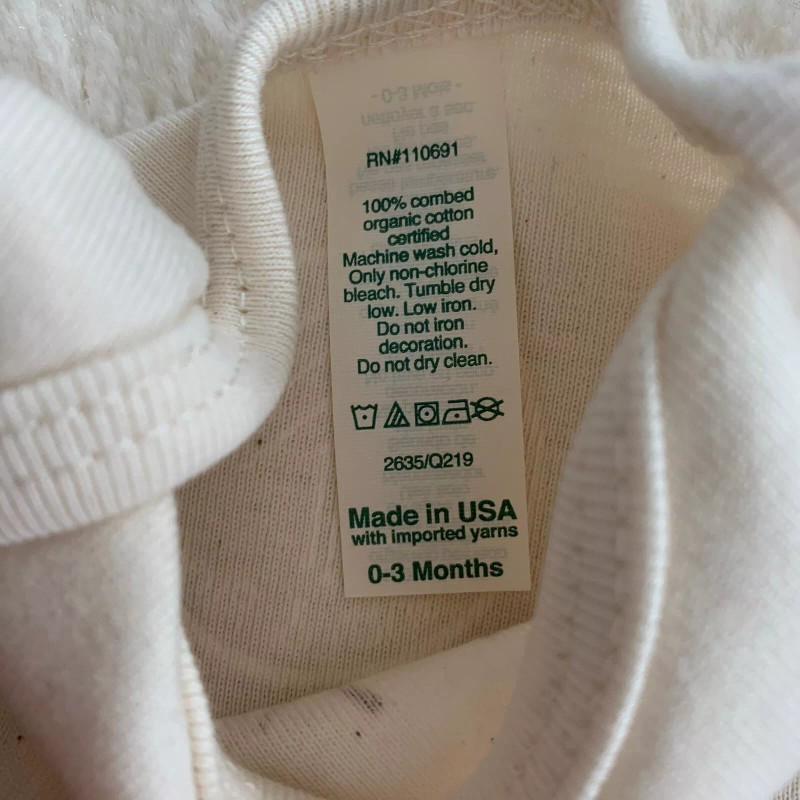 RN#110691
100% combed
organic cotton
certified
Machine wash cold,
Only non-chlorine
bleach. Tumble dry
low. Low iron.
Do not iron
decoration.
Do not dry clean.
2635/Q219
Made in USA
with imported yarns
0-3 Months